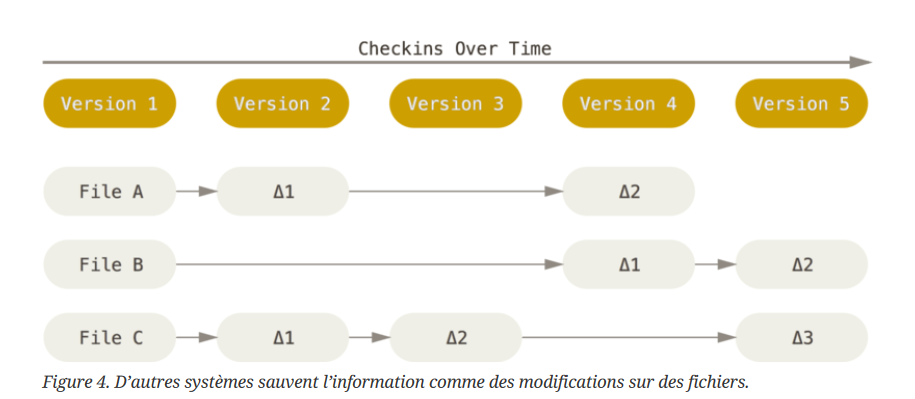 Checkins Over Time
Version 1 Version 2 Version 3 Version 4 Version 5
File A Δ1 Δ2
File B Δ1 Δ2
File C Δ1 Δ2 Δ3
Figure 4. D’autres systèmes sauvent l’information comme des modifications sur des fichiers.